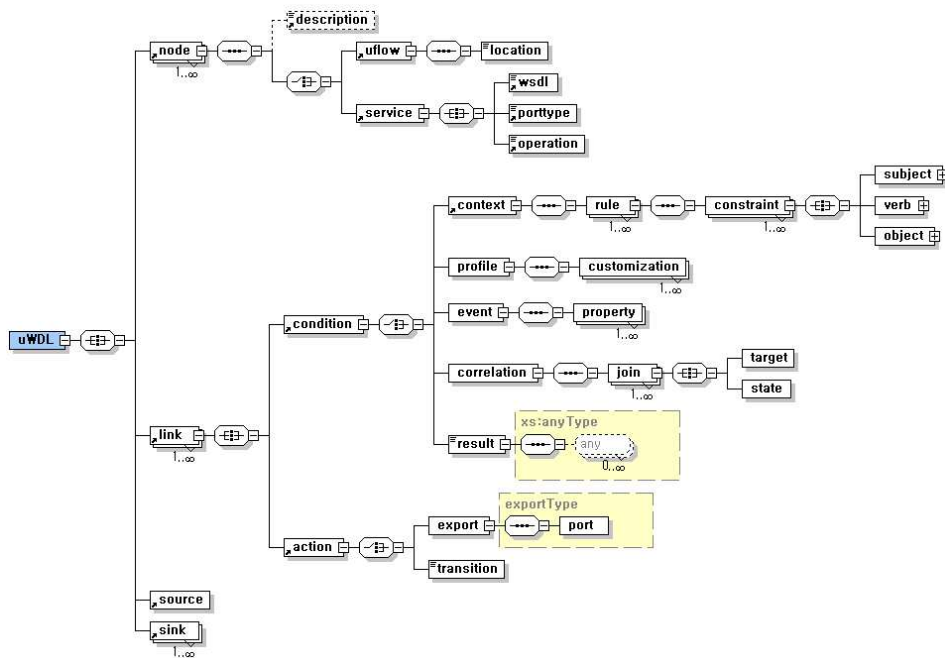 description
node
1..∞
uflow
location
wsdl
service
porttype
operation
subject
context
rule
constraint
verb
1..∞
1..∞
object
profile
customization
1..∞
event
property
condition
1..∞
uWDL
target
correlation
join
state
1..∞
xs:anyType
link
result
any
1..∞
0..∞
exportType
export
port
action
transition
source
sink
1..∞